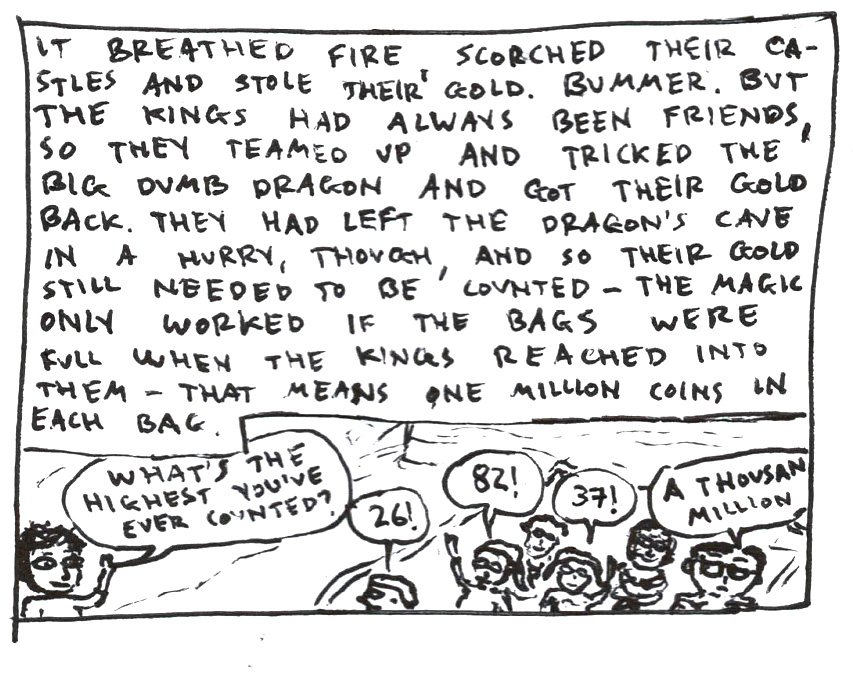 IT BREATHED FIRE, SCORCHED THEIR CA-
STLES AND STOLE THEIR GOLD. BUMMER. BUT
THE KINGS HAD ALWAYS BEEN FRIENDS,
SO THEY TEAMED UP AND TRICKED THE
BIG DUMB DRAGON AND GOT THEIR GOLD
BACK. THEY HAD LEFT THE DRAGON'S CAVE
IN A HURRY, THOUGH, AND SO THEIR GOLD
STILL NEEDED TO BE COUNTED – THE MAGIC
ONLY WORKED IF THE BAGS WERE
FULL WHEN THE KINGS REACHED INTO
THEM – THAT MEANS ONE MILLION COINS IN
EACH BAG.
WHAT'S THE
HIGHEST YOU'VE
EVER COUNTED?
26!
82!
37!
A THOUSAN
MILLION